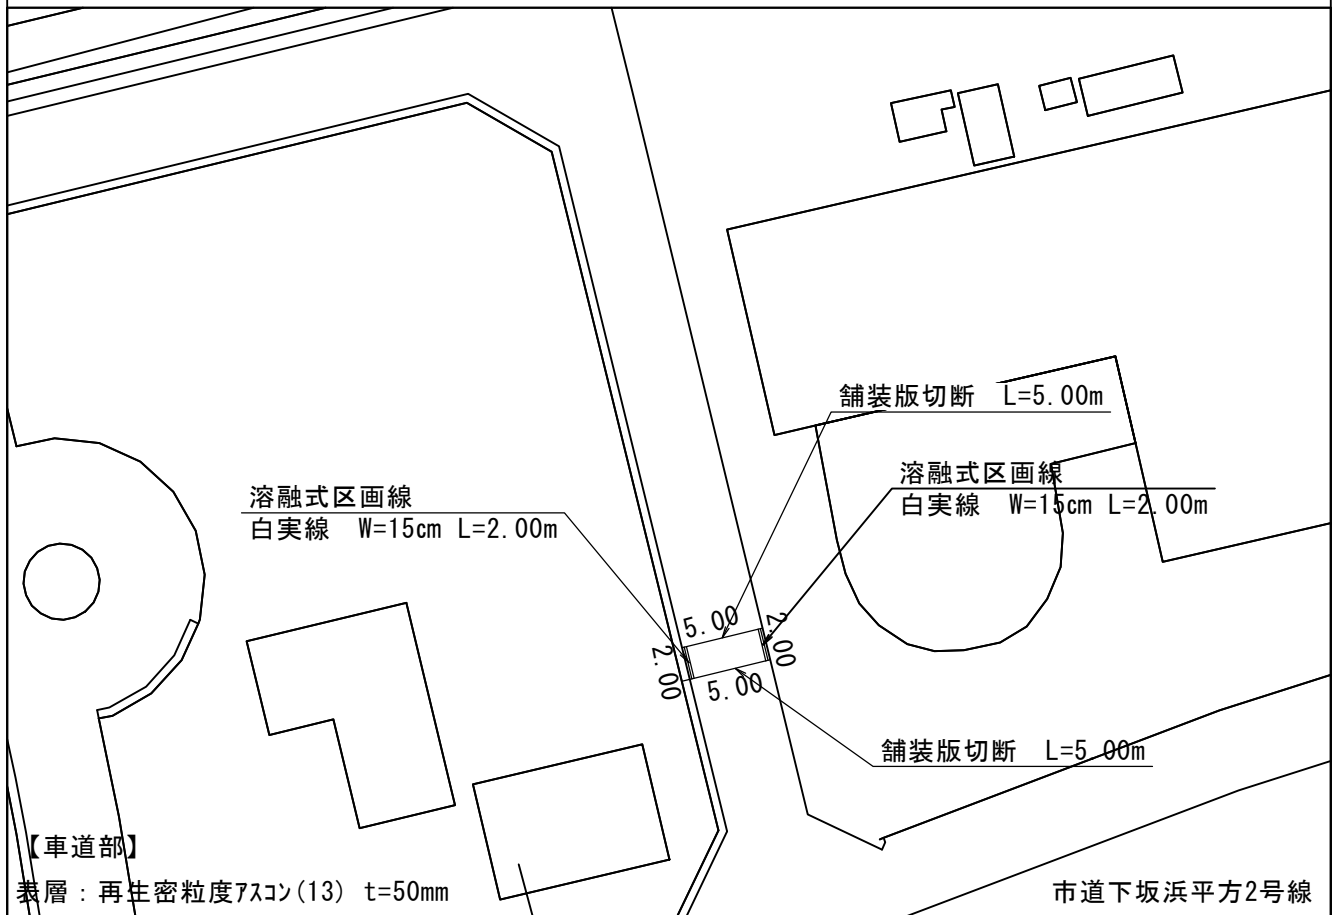 舗装版切断 L=5.00m
溶融式区画線
白実線 W=15cm L=2.00m
溶融式区画線
白実線 W=15cm L=2.00m
5.00
2.00
2.00
5.00
舗装版切断 L=5.00m
【車道部】
表層：再生密粒度アスコン(13) t=50mm
市道下坂浜平方2号線